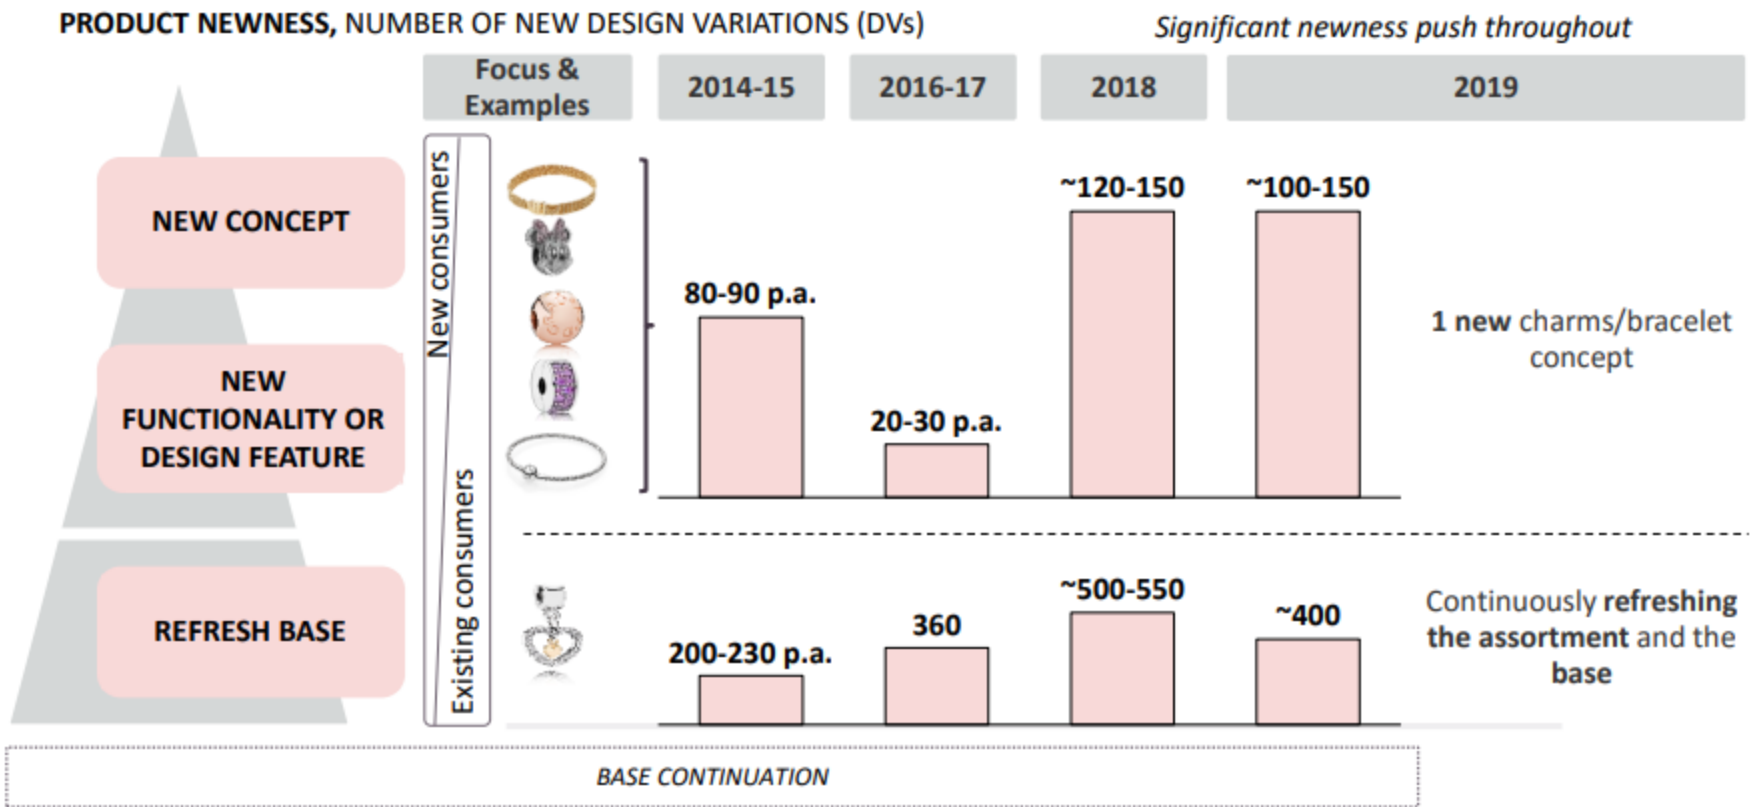 PRODUCT NEWNESS, NUMBER OF NEW DESIGN VARIATIONS (DVs)
Significant newness push throughout
Focus &
Examples
2014-15
2016-17
2018
2019
NEW CONCEPT
NEW
FUNCTIONALITY OR
DESIGN FEATURE
REFRESH BASE
New consumers
Existing consumers
80-90 p.a.
20-30 p.a.
~120-150
~100-150
1 new charms/bracelet
concept
200-230 p.a.
360
~500-550
~400
Continuously refreshing
the assortment and the
base
BASE CONTINUATION